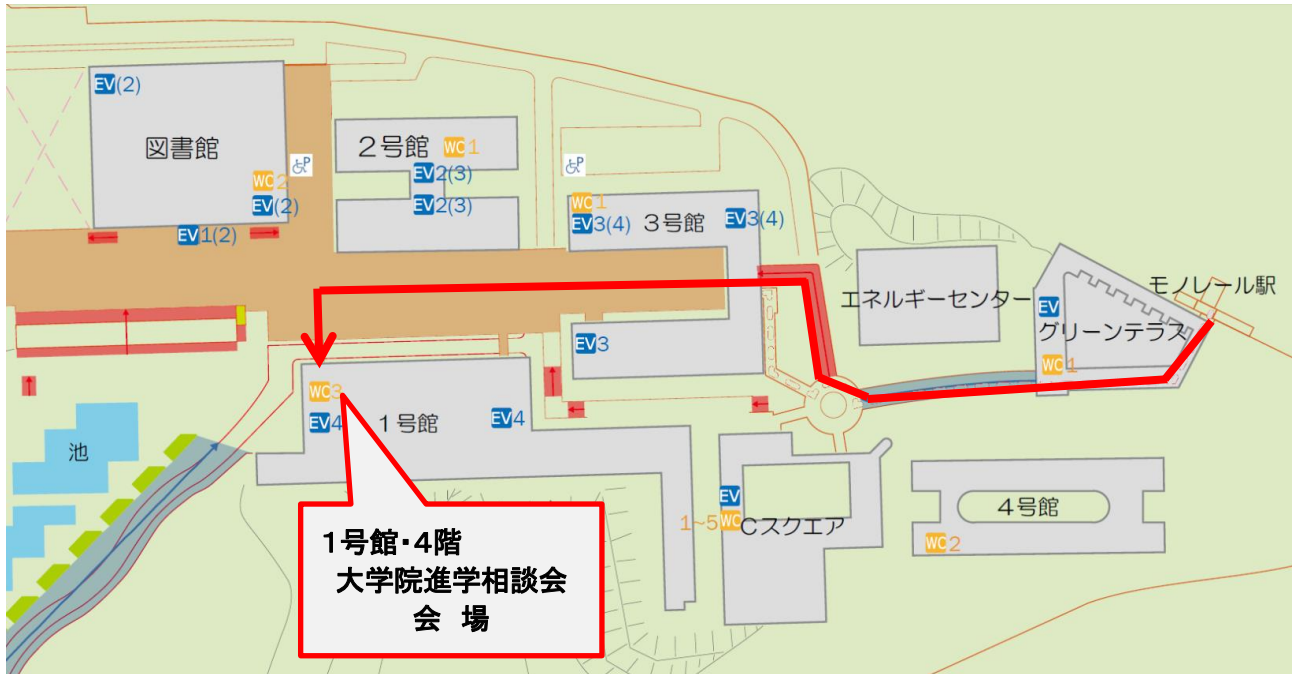 EV(2)
図書館
WC2
EV(2)
EV1(2)
P
2号館 WC1
EV2(3)
EV2(3)
P
WC1
EV3(4) 3号館 EV3(4)
EV3
エネルギーセンター
モノレール駅
EV
グリーンテラス
WC1
WC3
EV4 1号館 EV4
池
EV
1~5WC Cスクエア
4号館
WC2
1号館・4階
大学院進学相談会
会 場